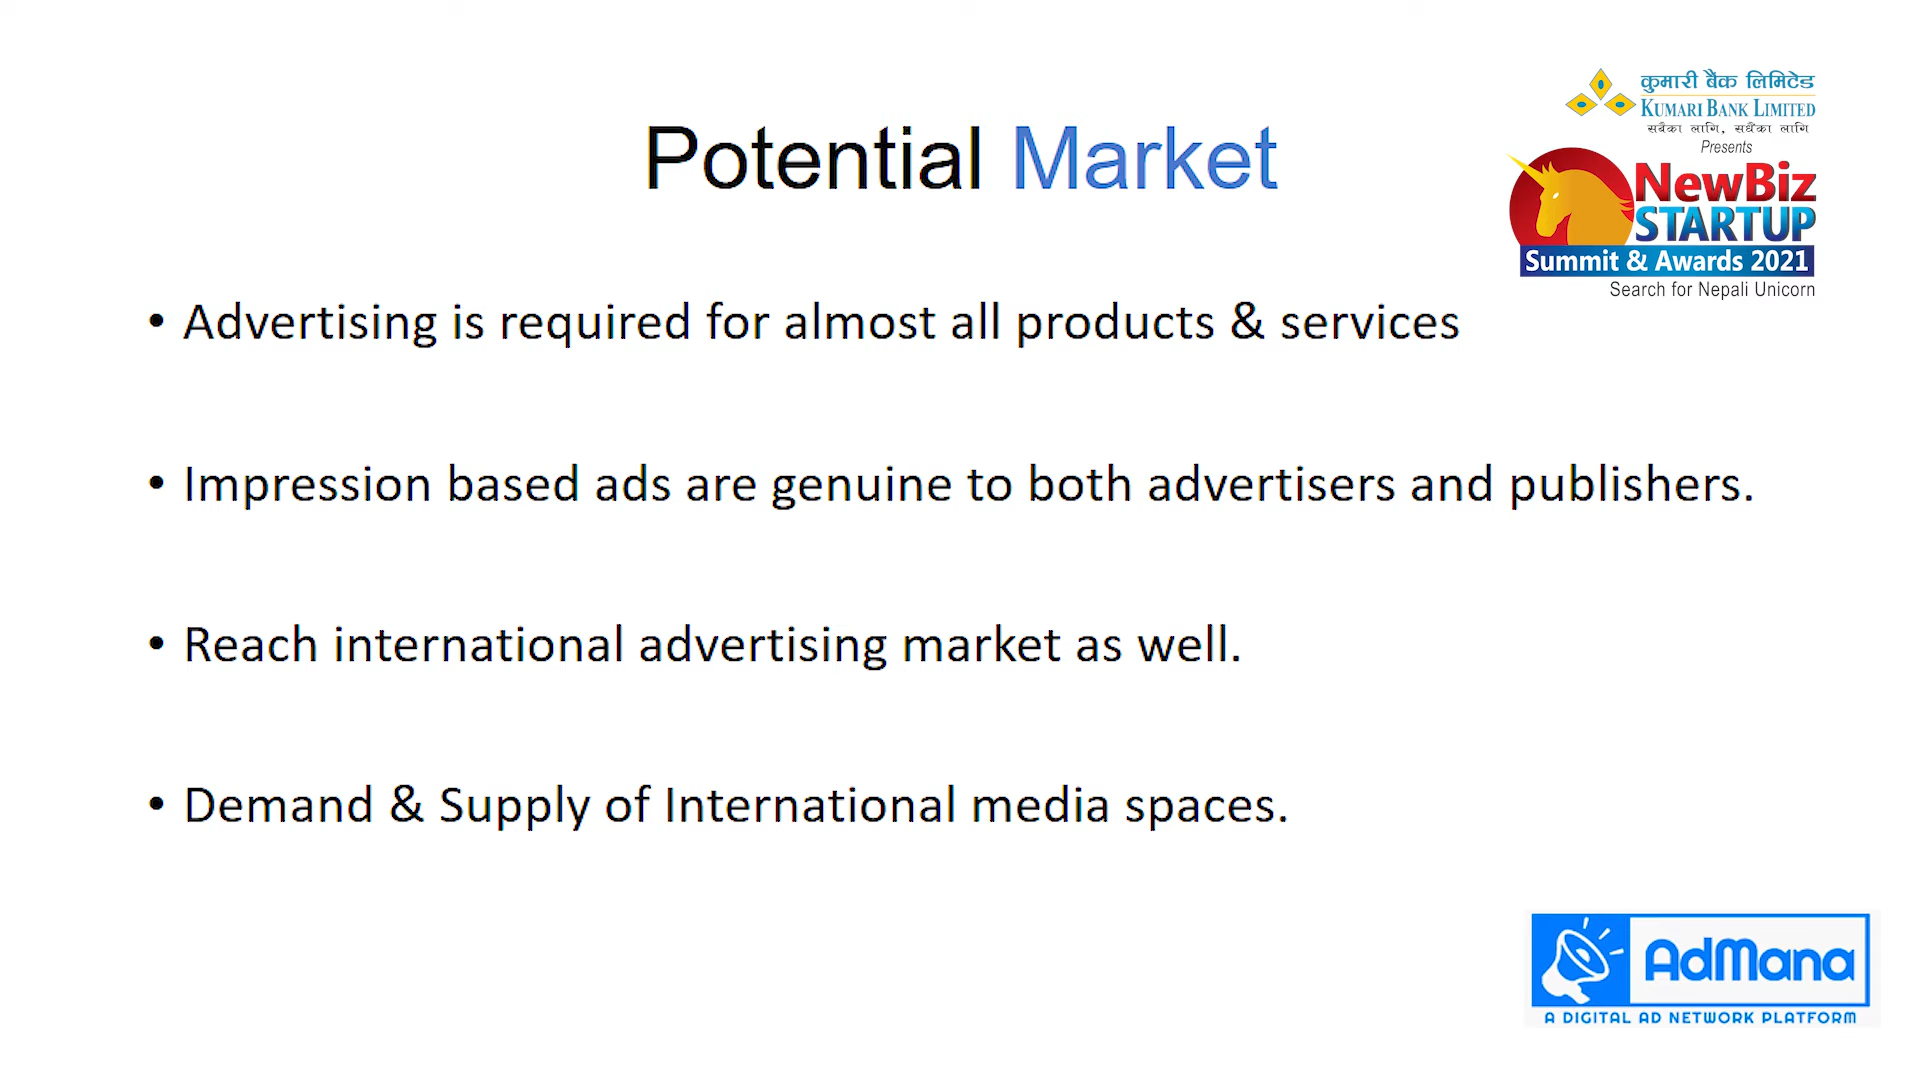 Potential Market
कुमारी बैंक लिमिटेड
KUMARI BANK LIMITED
सबैका लागि, सधैंका लागि
Presents
NewBiz
STARTUP
Summit & Awards 2021
Search for Nepali Unicorn
• Advertising is required for almost all products & services
• Impression based ads are genuine to both advertisers and publishers.
• Reach international advertising market as well.
• Demand & Supply of International media spaces.
AdMana
A DIGITAL AD NETWORK PLATFORM